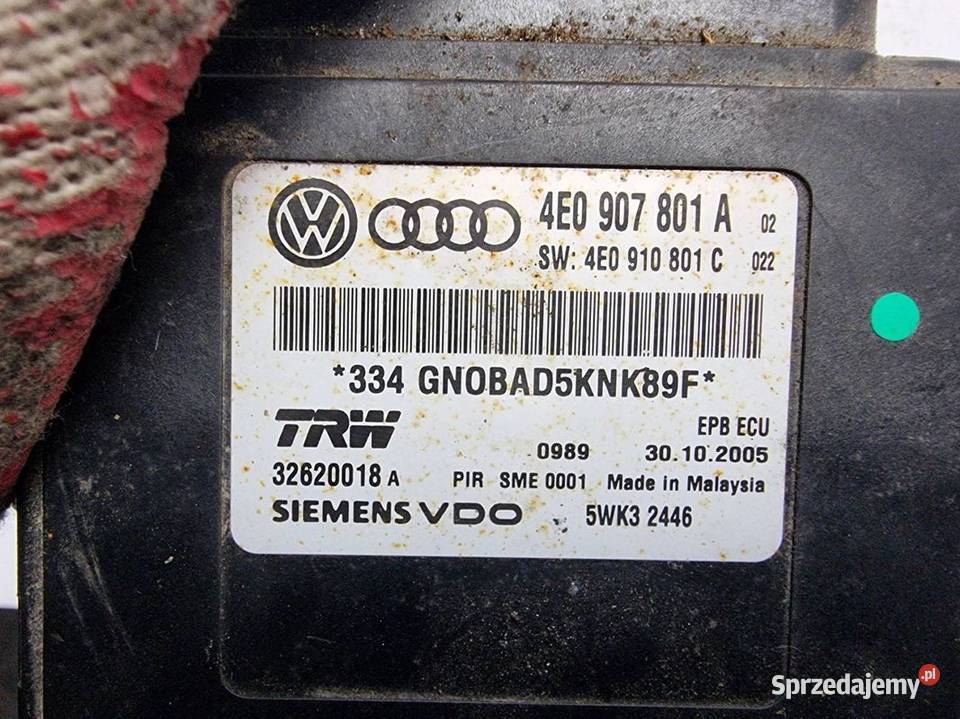 4E0 907 801 A 02
SW: 4E0 910 801 C 022
*334 GNOBAD5KNK89F*
TRW EPB ECU
0989 30.10.2005
32620018 A PIR SME 0001 Made in Malaysia
SIEMENS VDO 5WK3 2446
Sprzedajemy.pl